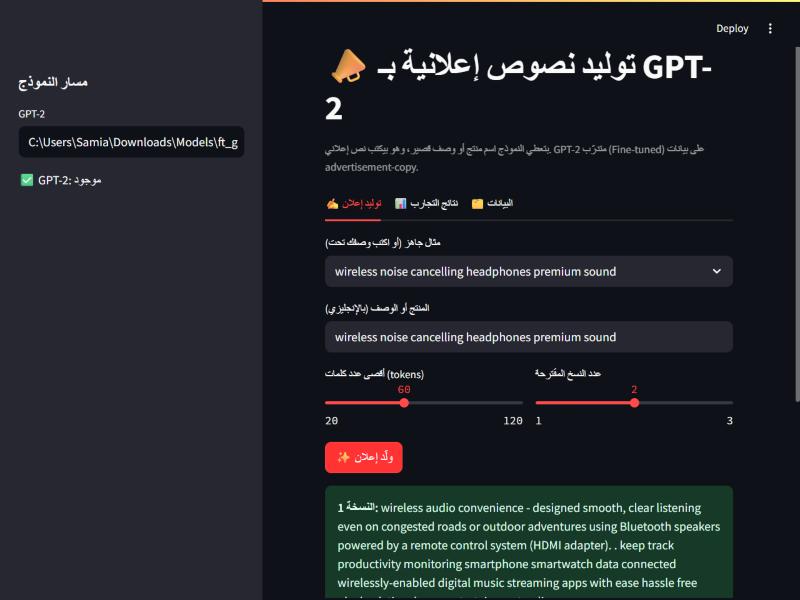 Deploy
مسار النموذج
GPT-2
C:\Users\Samia\Downloads\Models\ft_g
GPT-2: موجود
توليد نصوص إعلانية بـ GPT-
2
على بيانات (Fine-tuned) متدرّب GPT-2 بتعطي النموذج اسم منتج أو وصف قصير، وهو بيكتب نص إعلاني.
advertisement-copy.
توليد إعلان
نتائج التجارب
البيانات
مثال جاهز (أو اكتب وصفك تحت)
wireless noise cancelling headphones premium sound
المنتج أو الوصف (بالإنجليزي)
wireless noise cancelling headphones premium sound
أقصى عدد كلمات (tokens)
60
20
120
عدد النسخ المقترحة
2
1
3
ولّد إعلان
النسخة 1: wireless audio convenience - designed smooth, clear listening
even on congested roads or outdoor adventures using Bluetooth speakers
powered by a remote control system (HDMI adapter). . keep track
productivity monitoring smartphone smartwatch data connected
wirelessly-enabled digital music streaming apps with ease hassle free